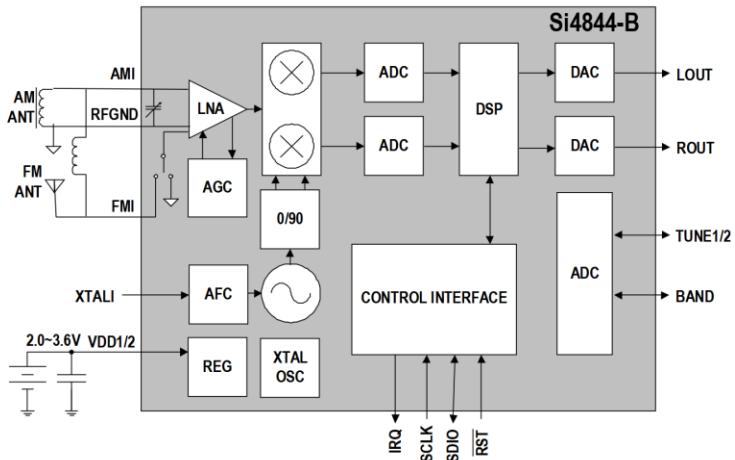 Si4844-B
AMI
AM
ANT
RFGND
LNA
ADC
DSP
DAC
LOUT
ADC
DAC
ROUT
FM
ANT
FMI
AGC
0/90
ADC
TUNE1/2
BAND
XTALI
AFC
CONTROL INTERFACE
2.0~3.6V VDD1/2
REG
XTAL
OSC
IRQ
SCLK
SDIO
RST